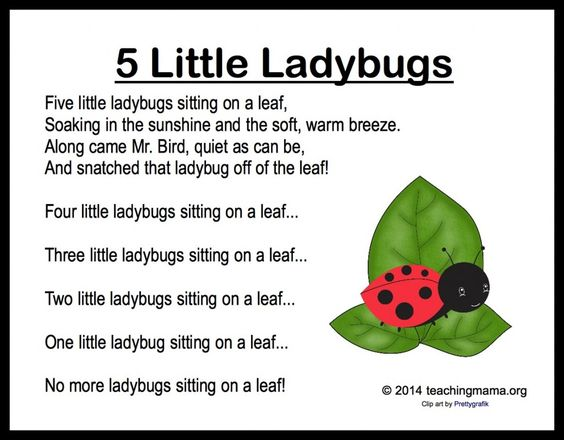 5 Little Ladybugs
Five little ladybugs sitting on a leaf,
Soaking in the sunshine and the soft, warm breeze.
Along came Mr. Bird, quiet as can be,
And snatched that ladybug off of the leaf!
Four little ladybugs sitting on a leaf...
Three little ladybugs sitting on a leaf...
Two little ladybugs sitting on a leaf...
One little ladybug sitting on a leaf...
No more ladybugs sitting on a leaf!
© 2014 teachingmama.org
Clip art by Prettygrafik